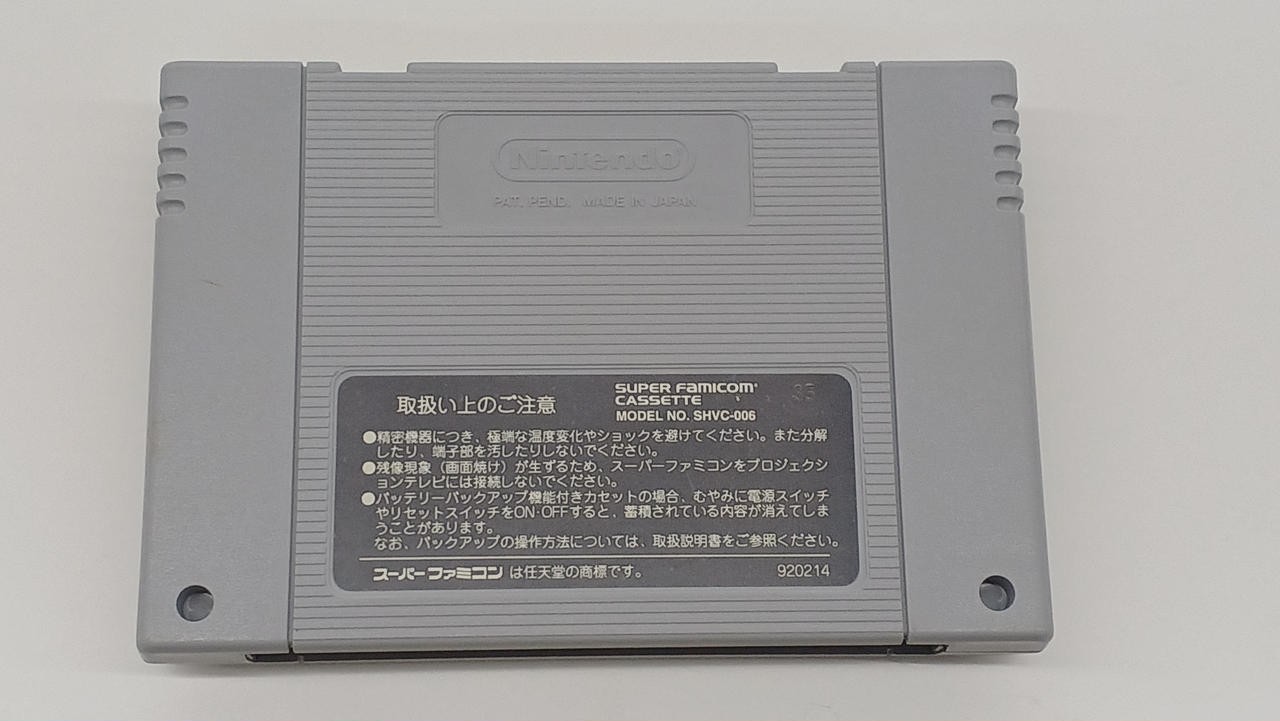 Nintendo
PAT. PEND. MADE IN JAPAN
取扱い上のご注意
SUPER FAMICOM
CASSETTE
MODEL NO. SHVC-006
35
●精密機器につき、極端な温度変化やショックを避けてください。また分解
したり、端子部を汚したりしないでください。
●残像現象（画面焼け）が生ずるため、スーパーファミコンをプロジェクシ
ョンテレビには接続しないでください。
●バッテリーバックアップ機能付きカセットの場合、むやみに電源スイッチ
やリセットスイッチをON・OFFすると、蓄積されている内容が消えてしま
うことがあります。
なお、バックアップの操作方法については、取扱説明書をご参照ください。
スーパーファミコン は任天堂の商標です。
920214